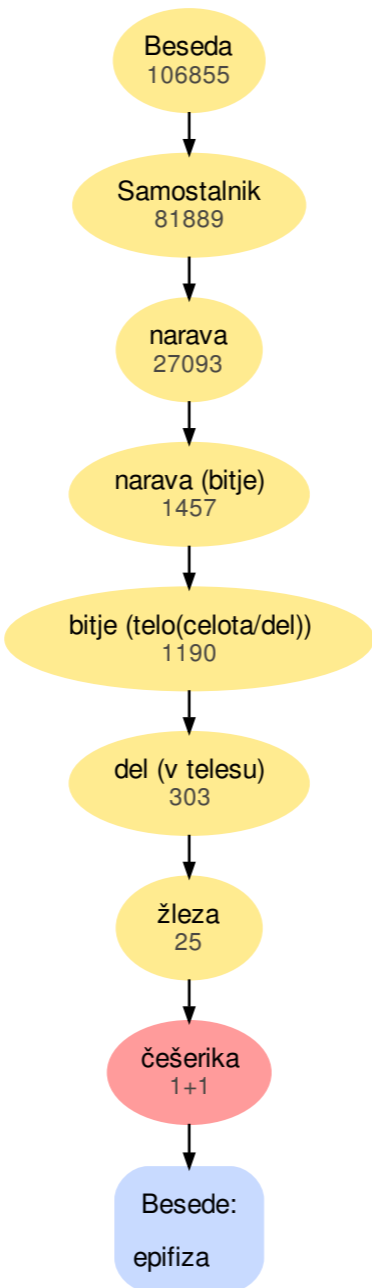 Beseda
106855
Samostalnik
81889
narava
27093
narava (bitje)
1457
bitje (telo(celota/del))
1190
del (v telesu)
303
žleza
25
češerika
1+1
Besede:
epifiza